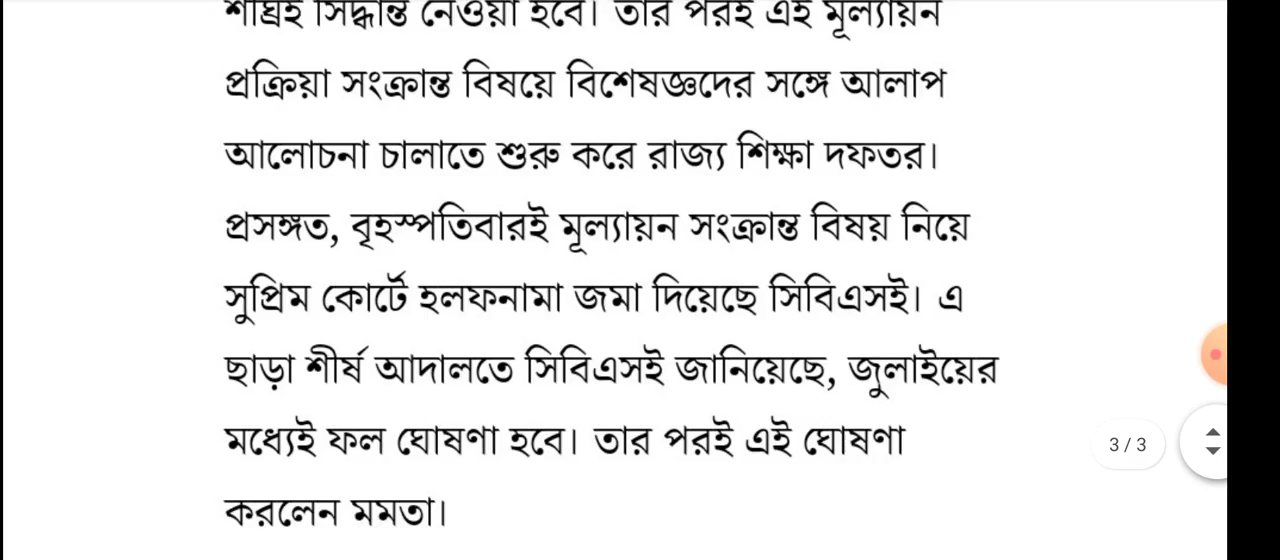 শীঘ্রই সিদ্ধান্ত নেওয়া হবে। তার পরই এই মূল্যায়ন
প্রক্রিয়া সংক্রান্ত বিষয়ে বিশেষজ্ঞদের সঙ্গে আলাপ
আলোচনা চালাতে শুরু করে রাজ্য শিক্ষা দফতর।
প্রসঙ্গত, বৃহস্পতিবারই মূল্যায়ন সংক্রান্ত বিষয় নিয়ে
সুপ্রিম কোর্টে হলফনামা জমা দিয়েছে সিবিএসই। এ
ছাড়া শীর্ষ আদালতে সিবিএসই জানিয়েছে, জুলাইয়ের
মধ্যেই ফল ঘোষণা হবে। তার পরই এই ঘোষণা
3 / 3
করলেন মমতা।